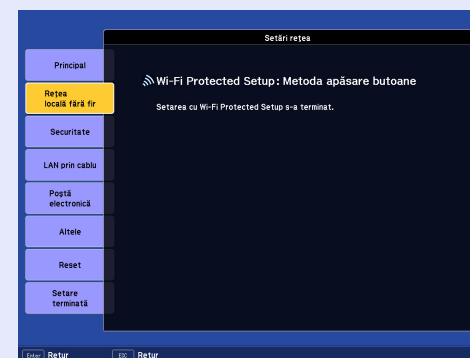 Setări rețea
Principal
Rețea
locală fără fir
Securitate
LAN prin cablu
Poştă
electronică
Altele
Reset
Setare
terminată
Wi-Fi Protected Setup: Metoda apăsare butoane
Setarea cu Wi-Fi Protected Setup s-a terminat.
Enter Retur ESC Retur